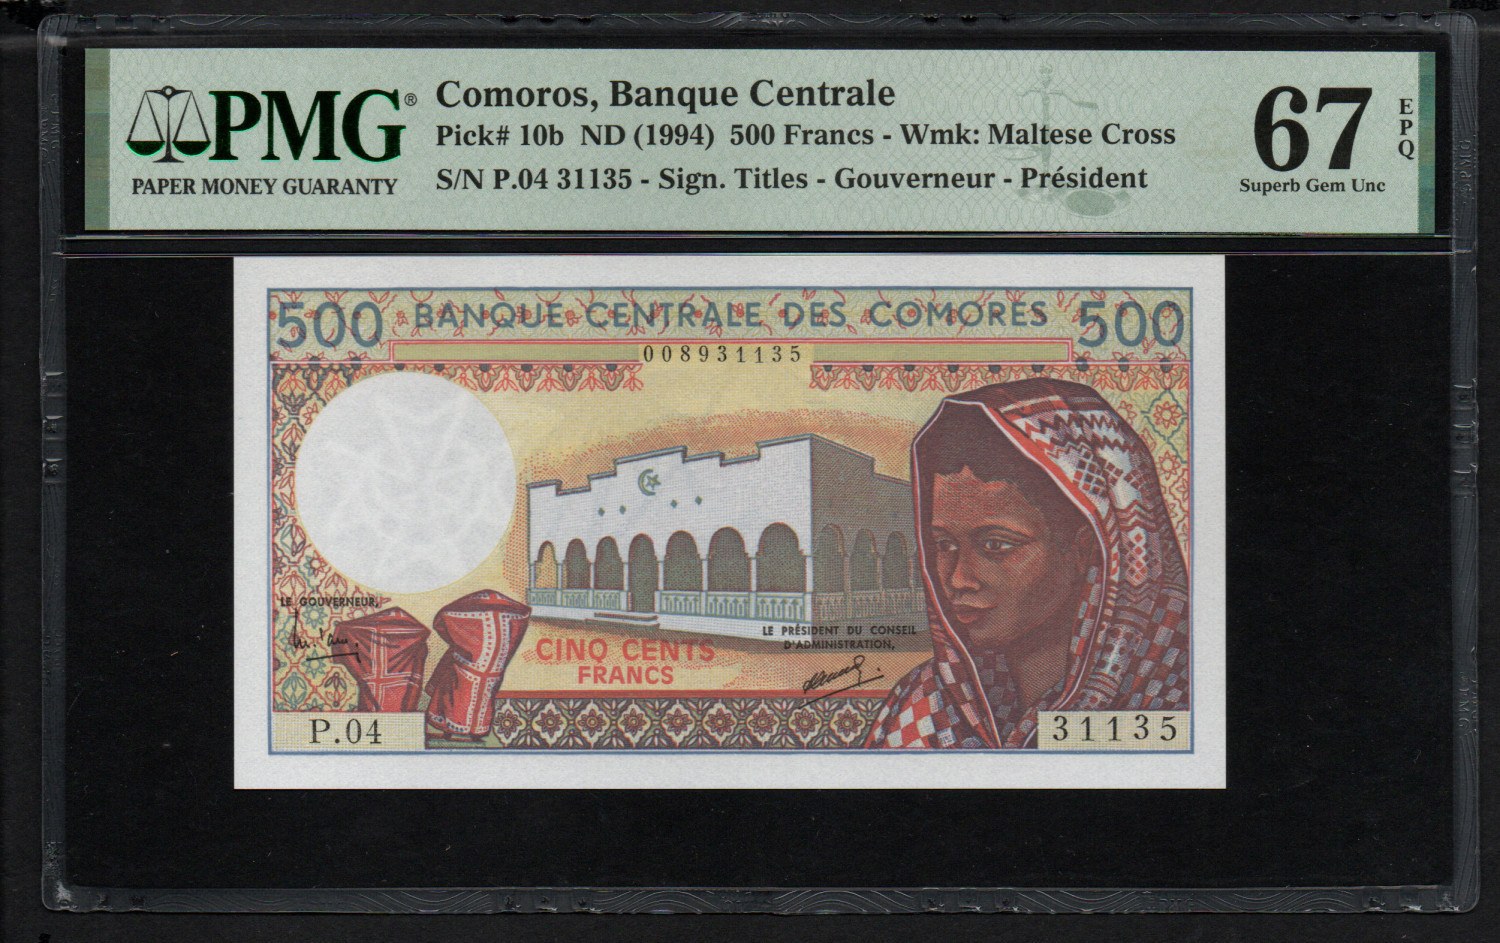 PMG®
PAPER MONEY GUARANTY
Comoros, Banque Centrale
Pick# 10b ND (1994) 500 Francs - Wmk: Maltese Cross
S/N P.04 31135 - Sign. Titles - Gouverneur - Président
67
EPQ
Superb Gem Unc
500 BANQUE CENTRALE DES COMORES 500
008931135
LE GOUVERNEUR,
LE PRÉSIDENT DU CONSEIL
D'ADMINISTRATION,
CINQ CENTS
FRANCS
P.04
31135